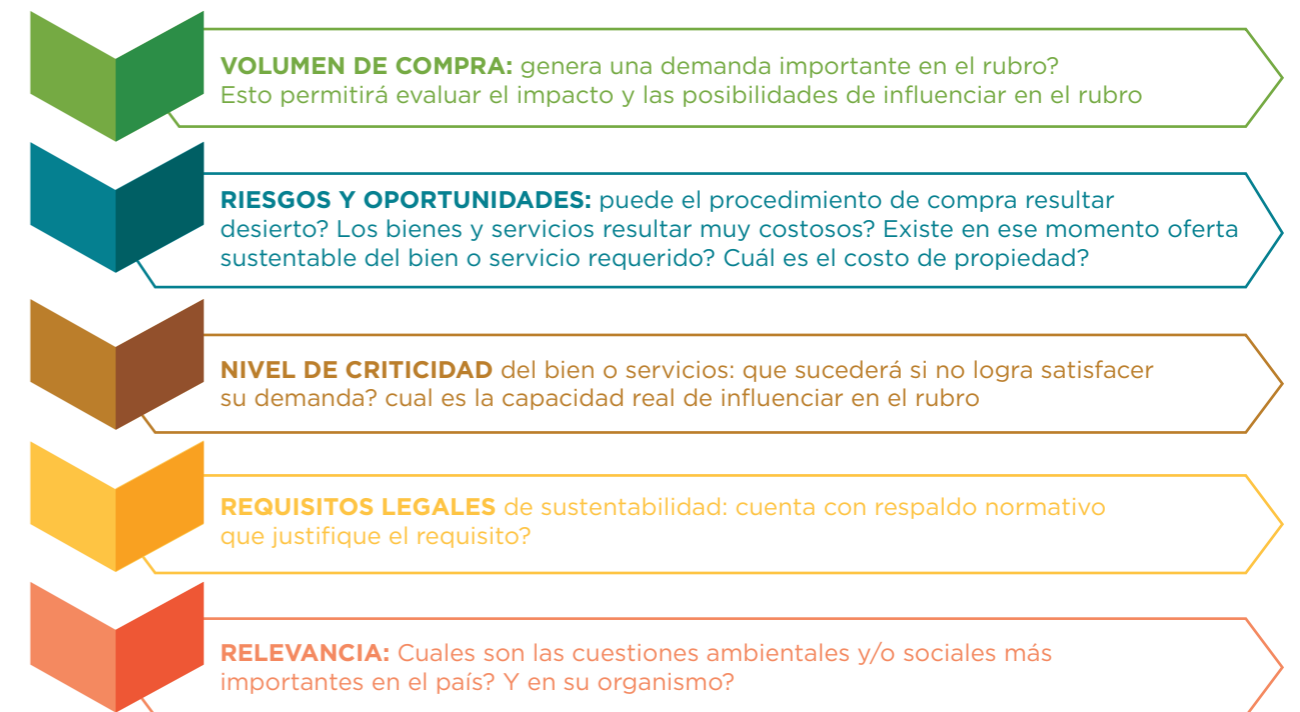 VOLUMEN DE COMPRA: genera una demanda importante en el rubro?
Esto permitirá evaluar el impacto y las posibilidades de influenciar en el rubro
RIESGOS Y OPORTUNIDADES: puede el procedimiento de compra resultar
desierto? Los bienes y servicios resultar muy costosos? Existe en ese momento oferta
sustentable del bien o servicio requerido? Cuál es el costo de propiedad?
NIVEL DE CRITICIDAD del bien o servicios: que sucederá si no logra satisfacer
su demanda? cual es la capacidad real de influenciar en el rubro
REQUISITOS LEGALES de sustentabilidad: cuenta con respaldo normativo
que justifique el requisito?
RELEVANCIA: Cuales son las cuestiones ambientales y/o sociales más
importantes en el país? Y en su organismo?